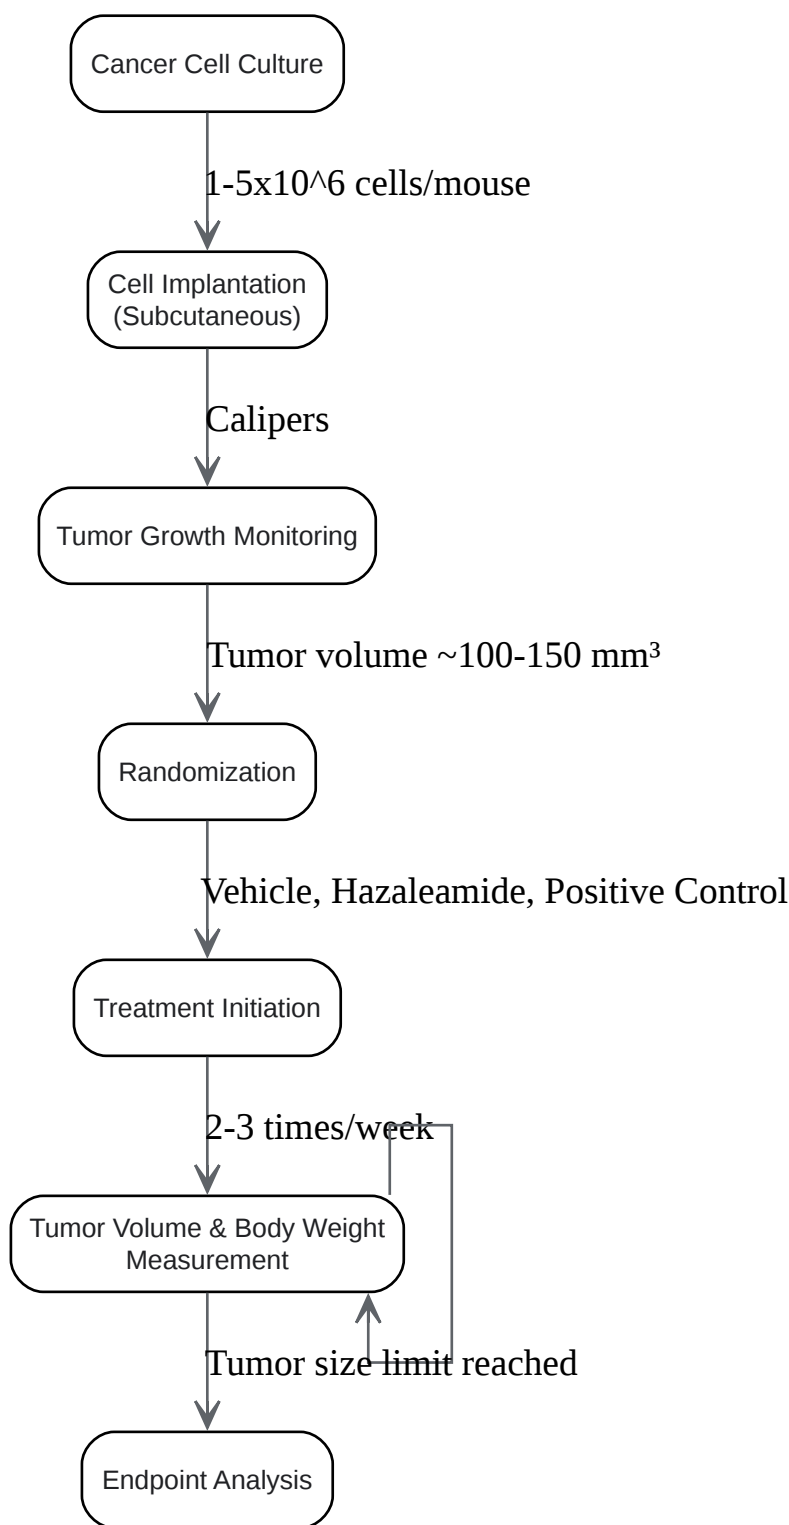 Cancer Cell Culture
1-5x10^6 cells/mouse
Cell Implantation
(Subcutaneous)
Calipers
Tumor Growth Monitoring
Tumor volume ~100-150 mm³
Randomization
Vehicle, Hazaleamide, Positive Control
Treatment Initiation
2-3 times/week
Tumor Volume & Body Weight
Measurement
Tumor size limit reached
Endpoint Analysis